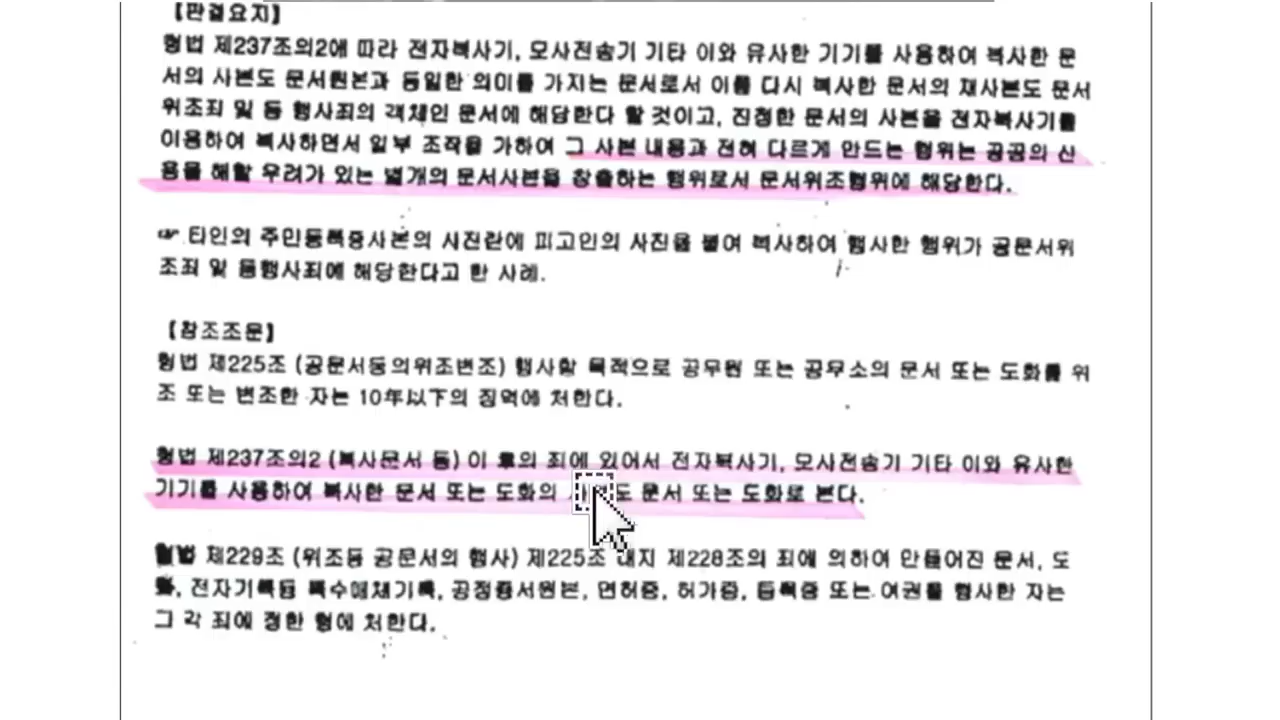 【판결요지】
형법 제237조의2에 따라 전자복사기, 모사전송기 기타 이와 유사한 기기를 사용하여 복사한 문
서의 사본도 문서원본과 동일한 의미를 가지는 문서로서 이를 다시 복사한 문서의 재사본도 문서
위조죄 및 동 행사죄의 객체인 문서에 해당한다 할 것이고, 진정한 문서의 사본을 전자복사기를
이용하여 복사하면서 일부 조작을 가하여 그 사본 내용과 전혀 다르게 만드는 행위는 공공의 신
용을 해할 우려가 있는 별개의 문서사본을 창출하는 행위로서 문서위조행위에 해당한다.
☞ 타인의 주민등록증사본의 사진란에 피고인의 사진을 붙여 복사하여 행사한 행위가 공문서위
조죄 및 동행사죄에 해당한다고 한 사례.
【참조조문】
형법 제225조 (공문서등의위조변조) 행사할 목적으로 공무원 또는 공무소의 문서 또는 도화를 위
조 또는 변조한 자는 10年以下의 징역에 처한다.
형법 제237조의2 (복사문서 등) 이 章의 죄에 있어서 전자복사기, 모사전송기 기타 이와 유사한
기기를 사용하여 복사한 문서 또는 도화의 도 문서 또는 도화로 본다.
형법 제229조 (위조등 공문서의 행사) 제225조 내지 제228조의 죄에 의하여 만들어진 문서, 도
화, 전자기록등 특수매체기록, 공정증서원본, 면허증, 허가증, 등록증 또는 여권을 행사한 자는
그 각 죄에 정한 형에 처한다.